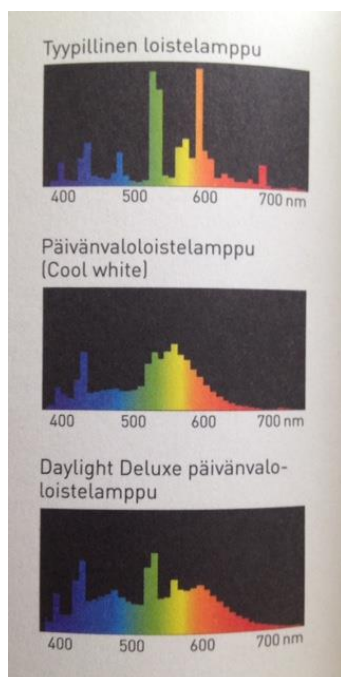 Tyypillinen loistelamppu
400 500 600 700 nm
Päivänvaloloistelamppu
(Cool white)
400 500 600 700 nm
Daylight Deluxe päivänvalo-
loistelamppu
400 500 600 700 nm